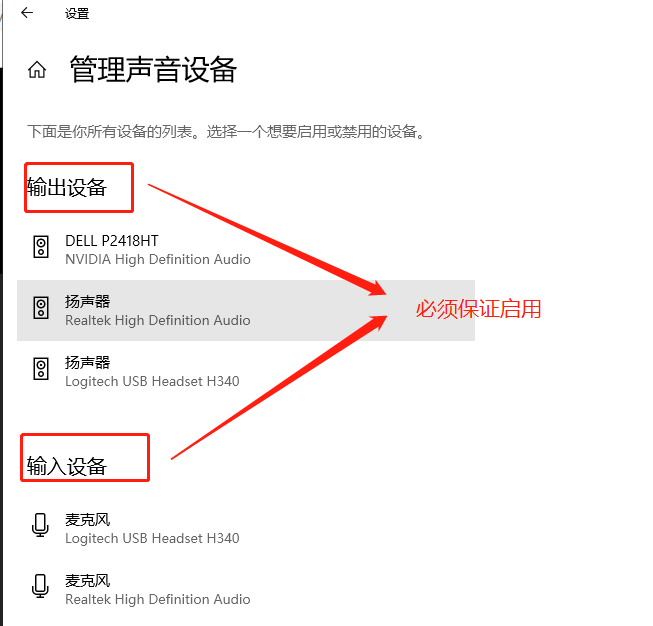 设置
管理声音设备
下面是你所有设备的列表。选择一个想要启用或禁用的设备。
输出设备
DELL P2418HT
NVIDIA High Definition Audio
扬声器
Realtek High Definition Audio
必须保证启用
扬声器
Logitech USB Headset H340
输入设备
麦克风
Logitech USB Headset H340
麦克风
Realtek High Definition Audio